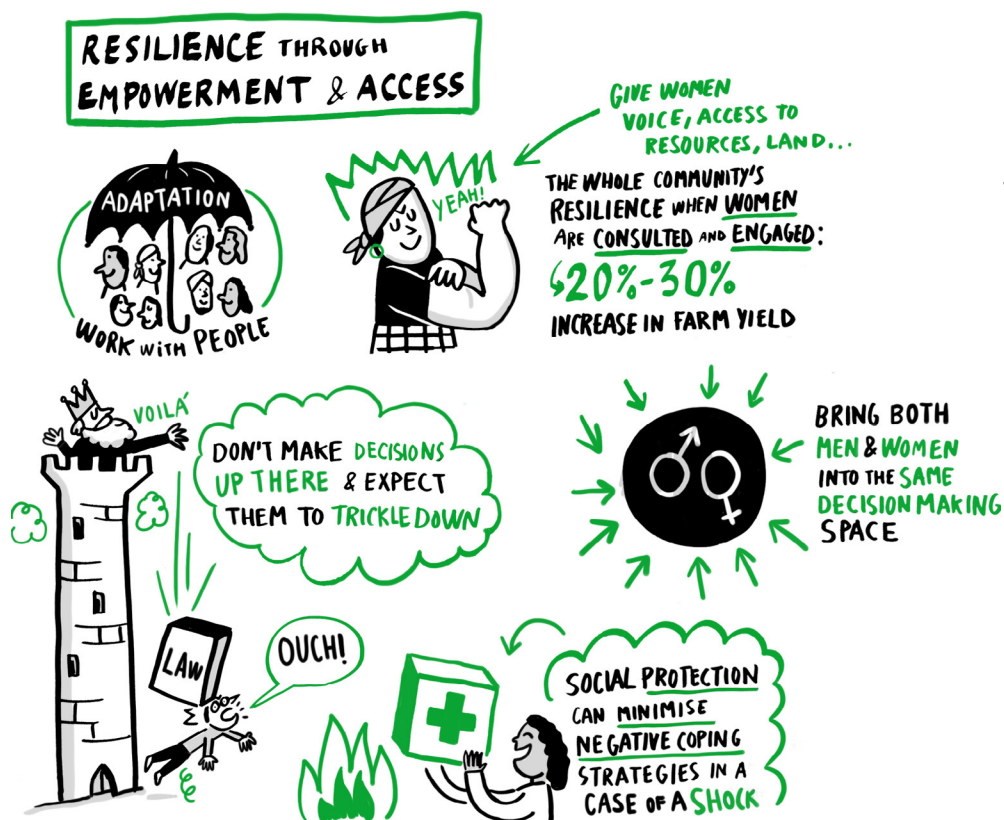 RESILIENCE THROUGH
EMPOWERMENT & ACCESS
ADAPTATION
WORK WITH PEOPLE
YEAH!
GIVE WOMEN
VOICE, ACCESS TO
RESOURCES, LAND...
THE WHOLE COMMUNITY'S
RESILIENCE WHEN WOMEN
ARE CONSULTED AND ENGAGED:
20%-30%
INCREASE IN FARM YIELD
VOILÁ
DON'T MAKE DECISIONS
UP THERE & EXPECT
THEM TO TRICKLE DOWN
LAW
OUCH!
BRING BOTH
MEN & WOMEN
INTO THE SAME
DECISION MAKING
SPACE
SOCIAL PROTECTION
CAN MINIMISE
NEGATIVE COPING
STRATEGIES IN A
CASE OF A SHOCK